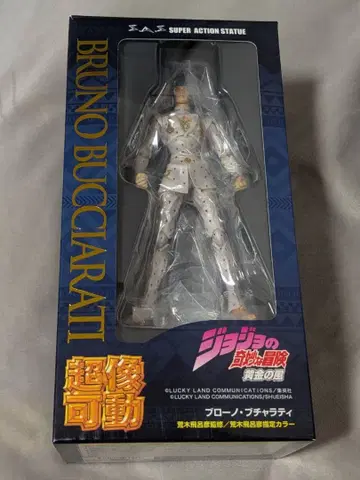 SUPER ACTION STATUE
BRUNO BUCCIARATI
ジョジョの
奇妙な冒険
黄金の風
©LUCKY LAND COMMUNICATIONS/集英社
©LUCKY LAND COMMUNICATIONS/SHUEISHA
超像
可動
ブローノ・ブチャラティ
荒木飛呂彦監修/荒木飛呂彦指定カラー